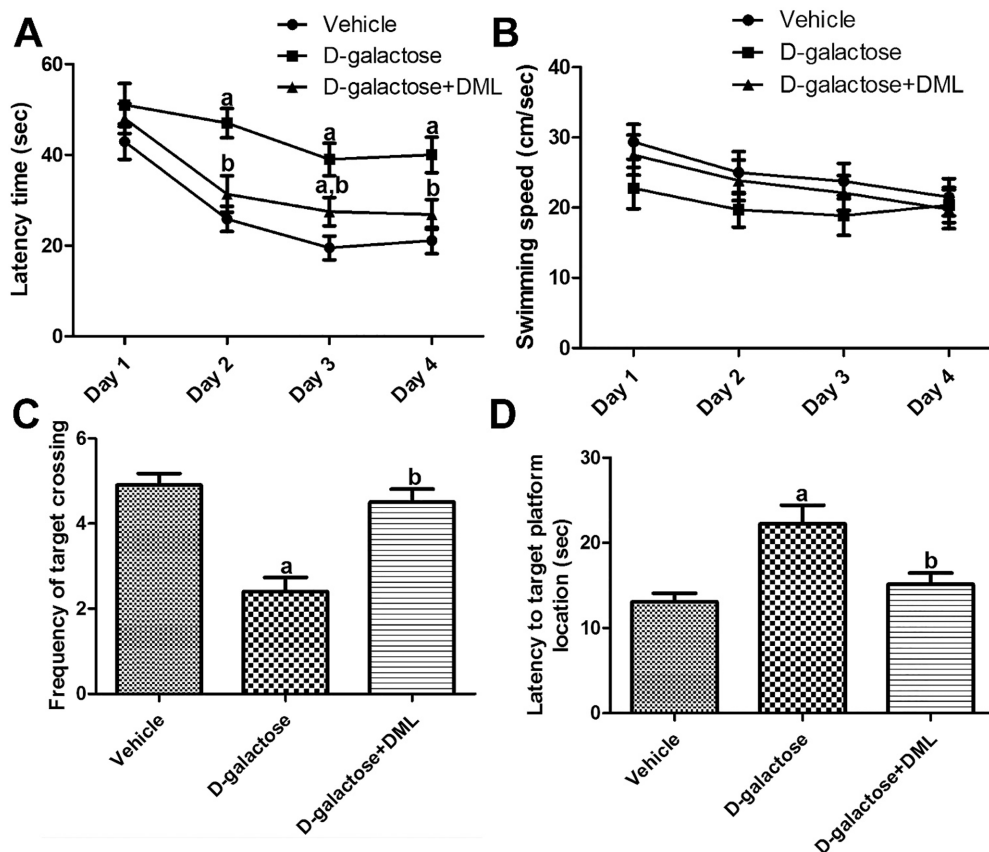 A
Vehicle
D-galactose
D-galactose+DML
Latency time (sec)
60
40
20
0
a
a
a
b
a,b
b
Day 1
Day 2
Day 3
Day 4
B
Vehicle
D-galactose
D-galactose+DML
Swimming speed (cm/sec)
40
30
20
10
0
Day 1
Day 2
Day 3
Day 4
C
Frequency of target crossing
6
4
2
0
a
b
Vehicle
D-galactose
D-galactose+DML
D
Latency to target platform
location (sec)
30
20
10
0
a
b
Vehicle
D-galactose
D-galactose+DML